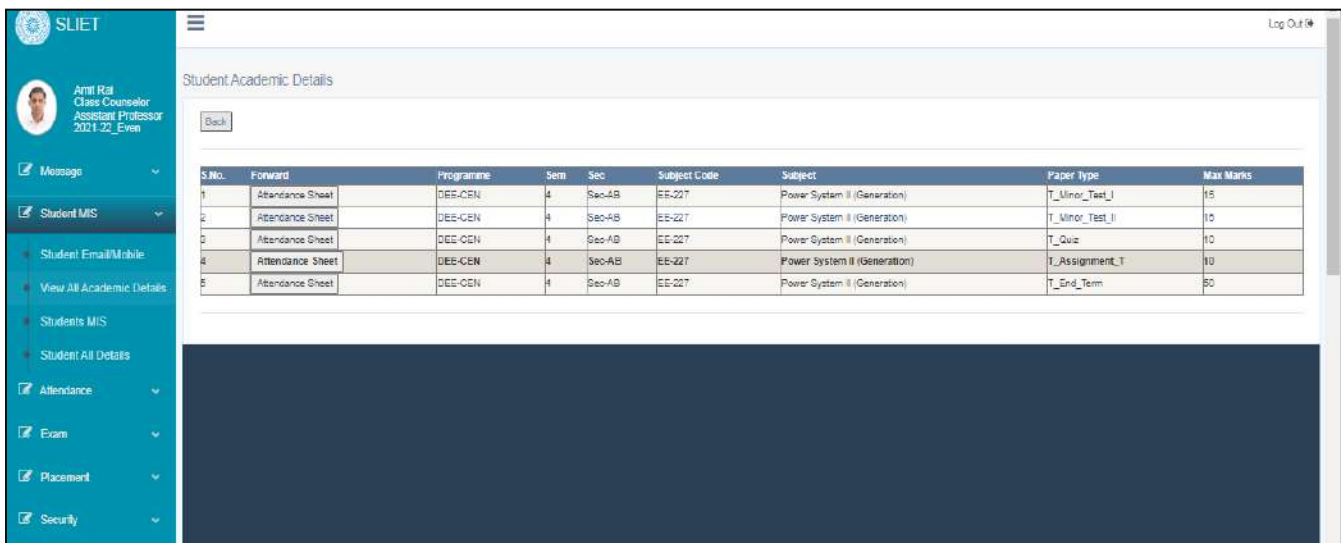 SLIET
Log Out
Amit Rai
Class Counselor
Assistant Professor
2021-22_Even
Message
Student MIS
Student Email/Mobile
View All Academic Details
Students MIS
Student All Details
Attendance
Exam
Placement
Security
Student Academic Details
Back
S.No. Forward Programme Sem Sec Subject Code Subject Paper Type Max Marks
1 Attendance Sheet DEE-CEN 4 Sec-AB EE-227 Power System II (Generation) T_Minor_Test_I 15
2 Attendance Sheet DEE-CEN 4 Sec-AB EE-227 Power System II (Generation) T_Minor_Test_II 15
3 Attendance Sheet DEE-CEN 4 Sec-AB EE-227 Power System II (Generation) T_Quiz 10
4 Attendance Sheet DEE-CEN 4 Sec-AB EE-227 Power System II (Generation) T_Assignment_T 10
5 Attendance Sheet DEE-CEN 4 Sec-AB EE-227 Power System II (Generation) T_End_Term 50